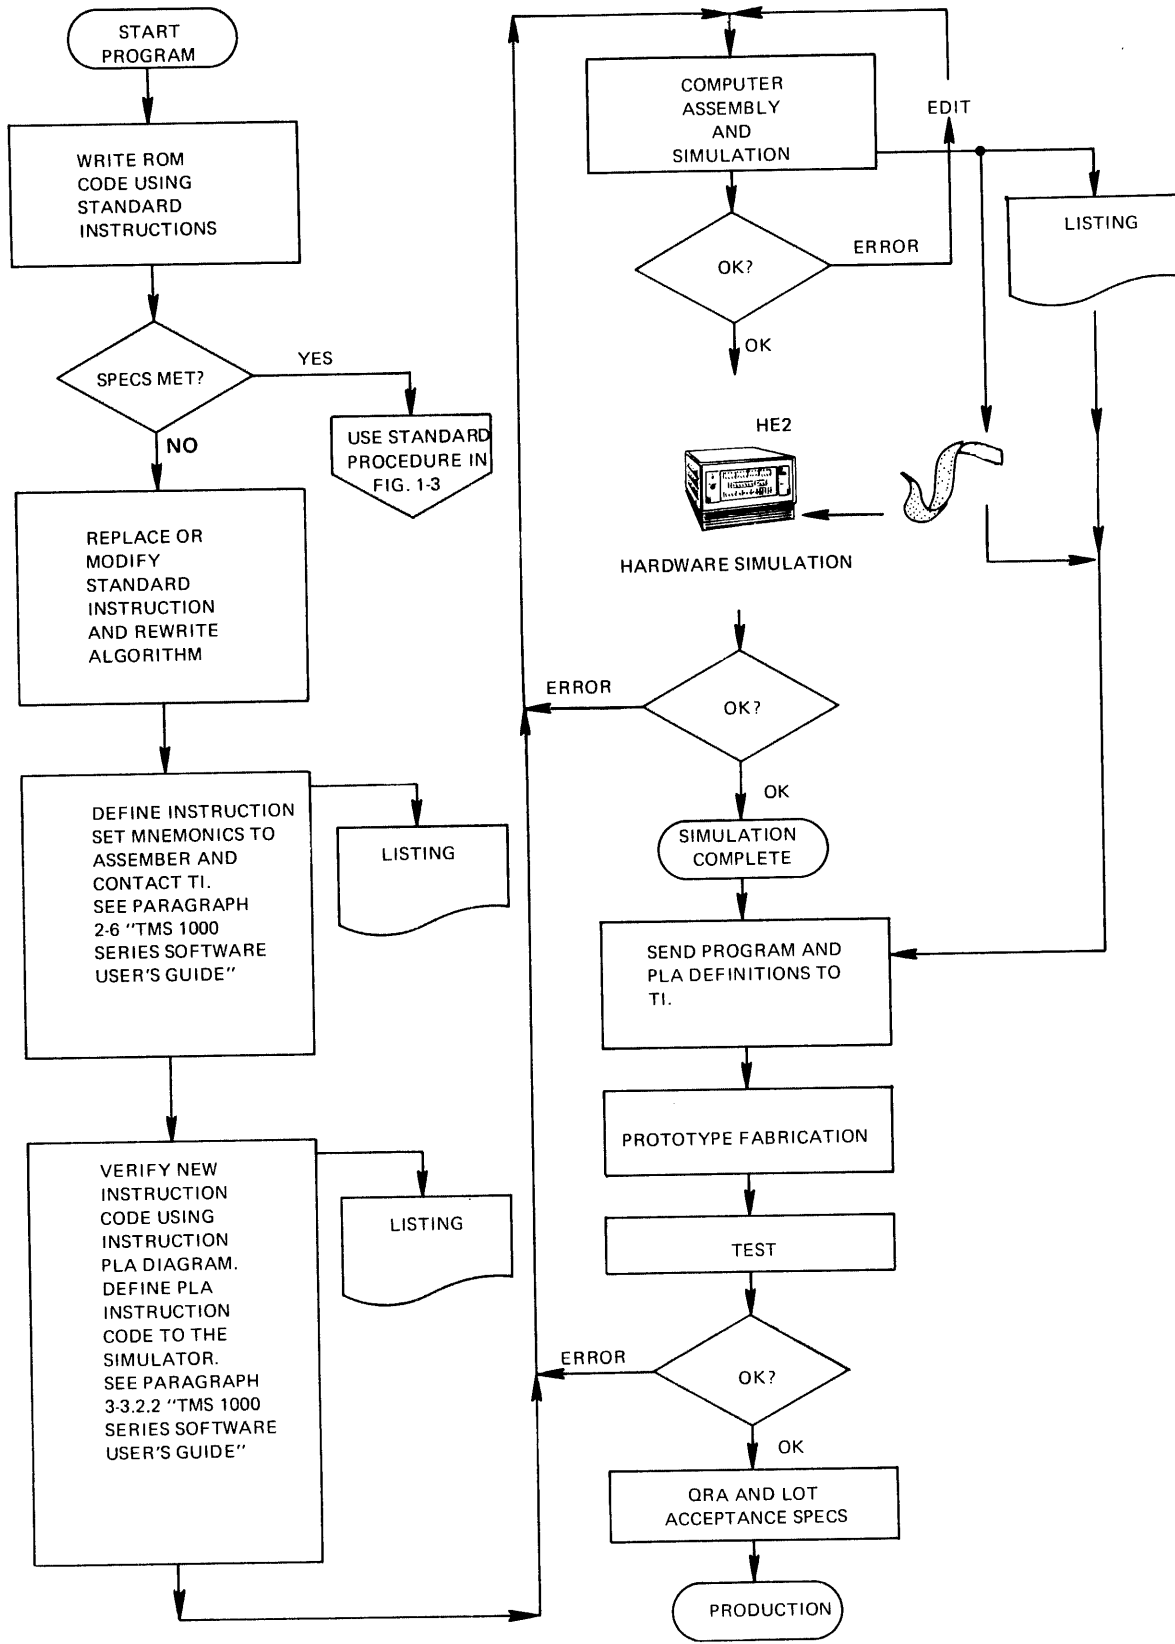 START
PROGRAM
WRITE ROM
CODE USING
STANDARD
INSTRUCTIONS
SPECS MET?
YES
NO
USE STANDARD
PROCEDURE IN
FIG. 1-3
REPLACE OR
MODIFY
STANDARD
INSTRUCTION
AND REWRITE
ALGORITHM
DEFINE INSTRUCTION
SET MNEMONICS TO
ASSEMBER AND
CONTACT TI.
SEE PARAGRAPH
2-6 "TMS 1000
SERIES SOFTWARE
USER'S GUIDE"
LISTING
VERIFY NEW
INSTRUCTION
CODE USING
INSTRUCTION
PLA DIAGRAM.
DEFINE PLA
INSTRUCTION
CODE TO THE
SIMULATOR.
SEE PARAGRAPH
3-3.2.2 "TMS 1000
SERIES SOFTWARE
USER'S GUIDE"
LISTING
COMPUTER
ASSEMBLY
AND
SIMULATION
EDIT
LISTING
OK?
ERROR
OK
HE2
HARDWARE SIMULATION
ERROR
OK?
OK
SIMULATION
COMPLETE
SEND PROGRAM AND
PLA DEFINITIONS TO
TI.
PROTOTYPE FABRICATION
TEST
ERROR
OK?
OK
QRA AND LOT
ACCEPTANCE SPECS
PRODUCTION